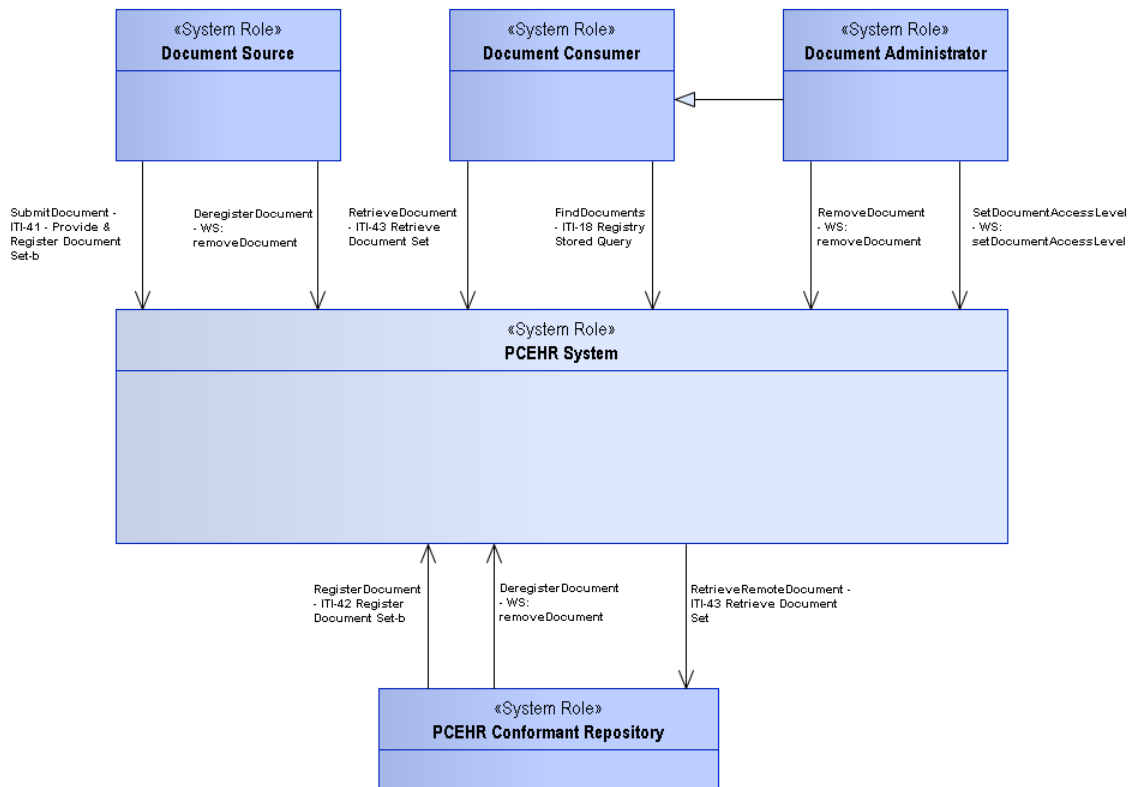 «System Role»
Document Source
«System Role»
Document Consumer
«System Role»
Document Administrator
SubmitDocument -
ITI-41 - Provide &
Register Document
Set-b
DeregisterDocument
- WS:
removeDocument
RetrieveDocument
- ITI-43 Retrieve
Document Set
FindDocuments
- ITI-18 Registry
Stored Query
RemoveDocument
- WS:
removeDocument
SetDocumentAccessLevel
- WS:
setDocumentAccessLevel
«System Role»
PCEHR System
RegisterDocument
- ITI-42 Register
Document Set-b
DeregisterDocument
- WS:
removeDocument
RetrieveRemoteDocument -
ITI-43 Retrieve Document
Set
«System Role»
PCEHR Conformant Repository